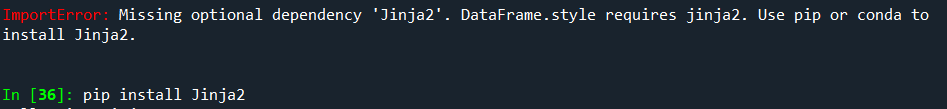 ImportError: Missing optional dependency 'Jinja2'. DataFrame.style requires jinja2. Use pip or conda to
install Jinja2.
In [36]: pip install Jinja2